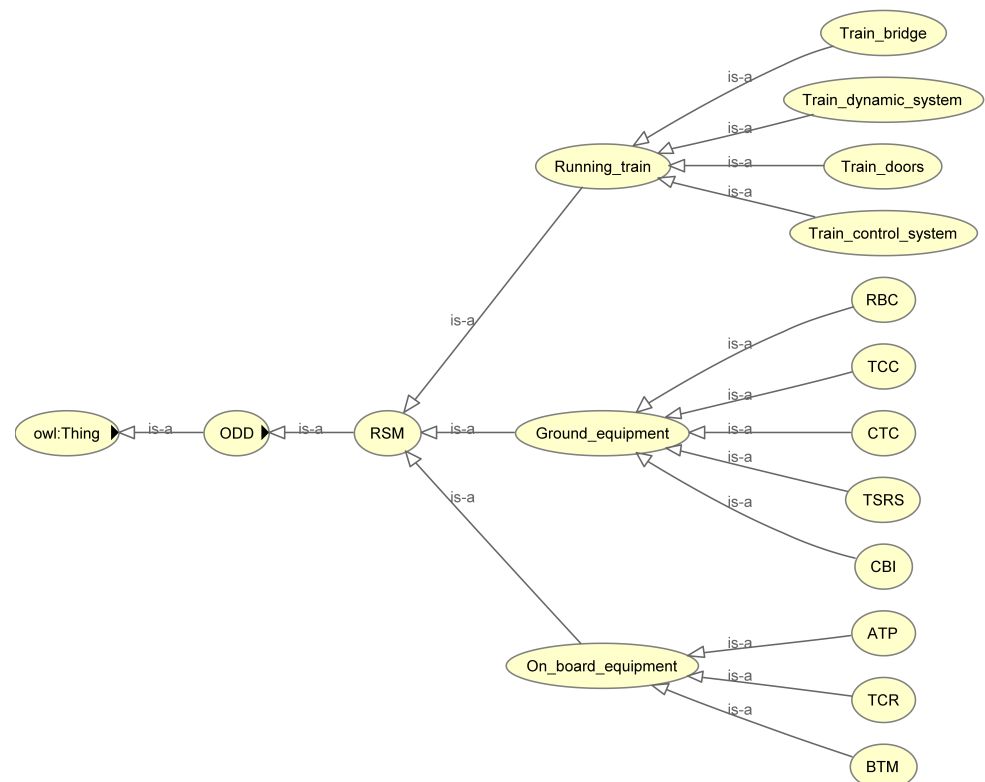 Train_bridge
is-a
Train_dynamic_system
is-a
Running_train
is-a
Train_doors
is-a
Train_control_system
is-a
RBC
is-a
TCC
is-a
owl:Thing
is-a
ODD
is-a
RSM
is-a
Ground_equipment
is-a
CTC
is-a
TSRS
is-a
is-a
CBI
ATP
is-a
On_board_equipment
is-a
TCR
is-a
BTM